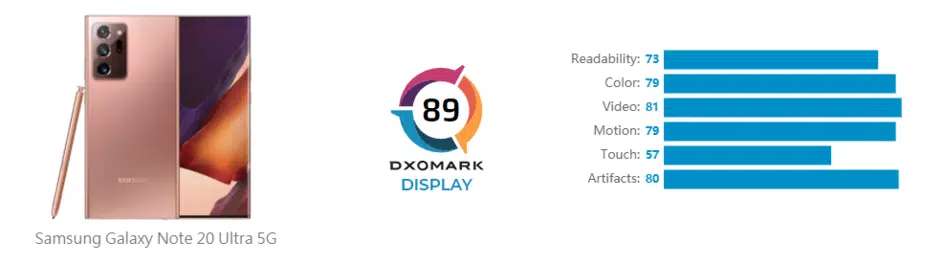 SAMSUNG
Samsung Galaxy Note 20 Ultra 5G
89
DXOMARK
DISPLAY
Readability: 73
Color: 79
Video: 81
Motion: 79
Touch: 57
Artifacts: 80